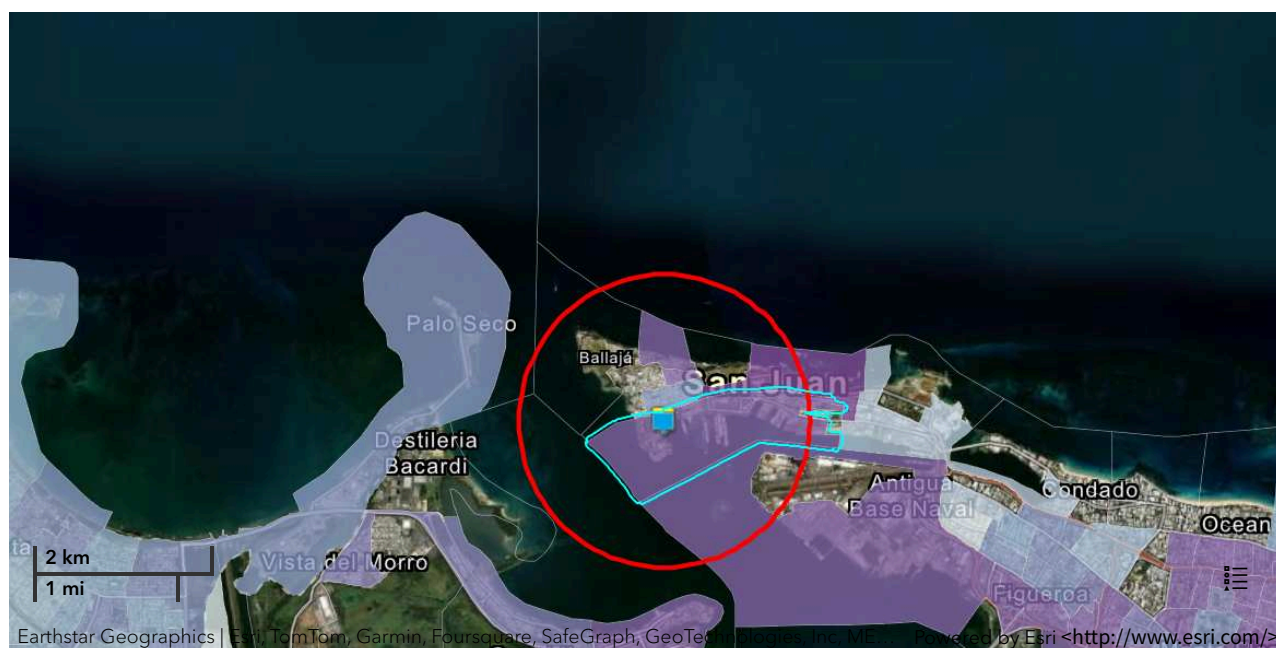 Palo Seco
Ballajá
San Juan
Destileria
Bacardi
Antigua
Base Naval
Condado
Ocean
ta
2 km
1 mi
Vista del Morro
Figueroa
Earthstar Geographics | Esri, TomTom, Garmin, Foursquare, SafeGraph, GeoTechnologies, Inc, ME... Powered by Esri <http://www.esri.com/>